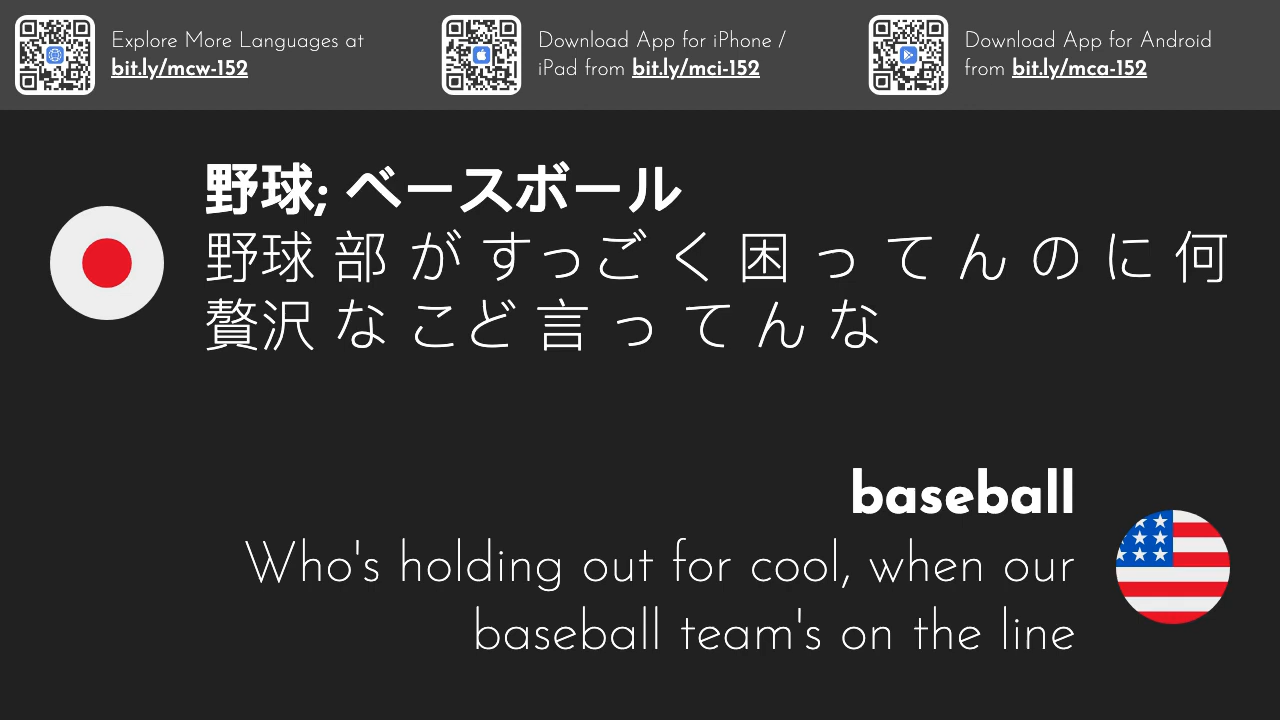 Explore More Languages at
bit.ly/mcw-152
Download App for iPhone /
iPad from bit.ly/mci-152
Download App for Android
from bit.ly/mca-152
野球; ベースボール
野球 部 が すっご く 困 っ て ん の に 何
贅沢 な こど 言 っ て ん な
baseball
Who's holding out for cool, when our
baseball team's on the line